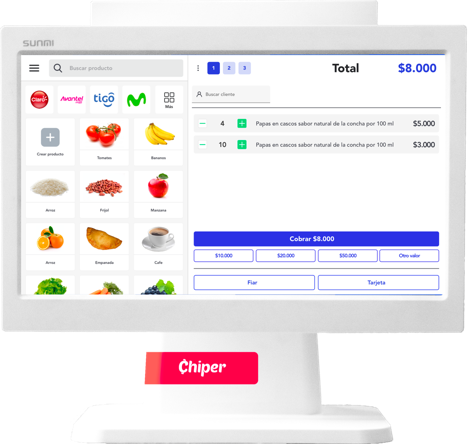 SUNMI
Buscar producto
1 2 3
Total
$8.000
Claro
Avantel
tigo
Más
Buscar cliente
4 Papas en cascos sabor natural de la concha por 100 ml $5.000
10 Papas en cascos sabor natural de la concha por 100 ml $3.000
Crear producto
Tomates
Bananos
Arroz
Frijol
Manzana
Arroz
Empanada
Cafe
Cobrar $8.000
$10.000
$20.000
$50.000
Otro valor
Fiar
Tarjeta
Chiper